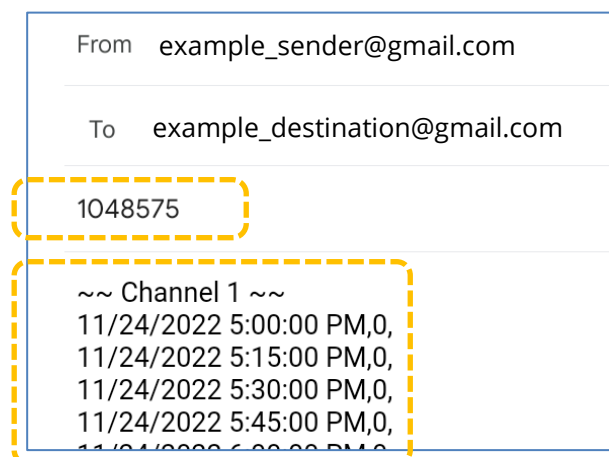 From example_sender@gmail.com
To example_destination@gmail.com
1048575
~~ Channel 1 ~~
11/24/2022 5:00:00 PM,0,
11/24/2022 5:15:00 PM,0,
11/24/2022 5:30:00 PM,0,
11/24/2022 5:45:00 PM,0,